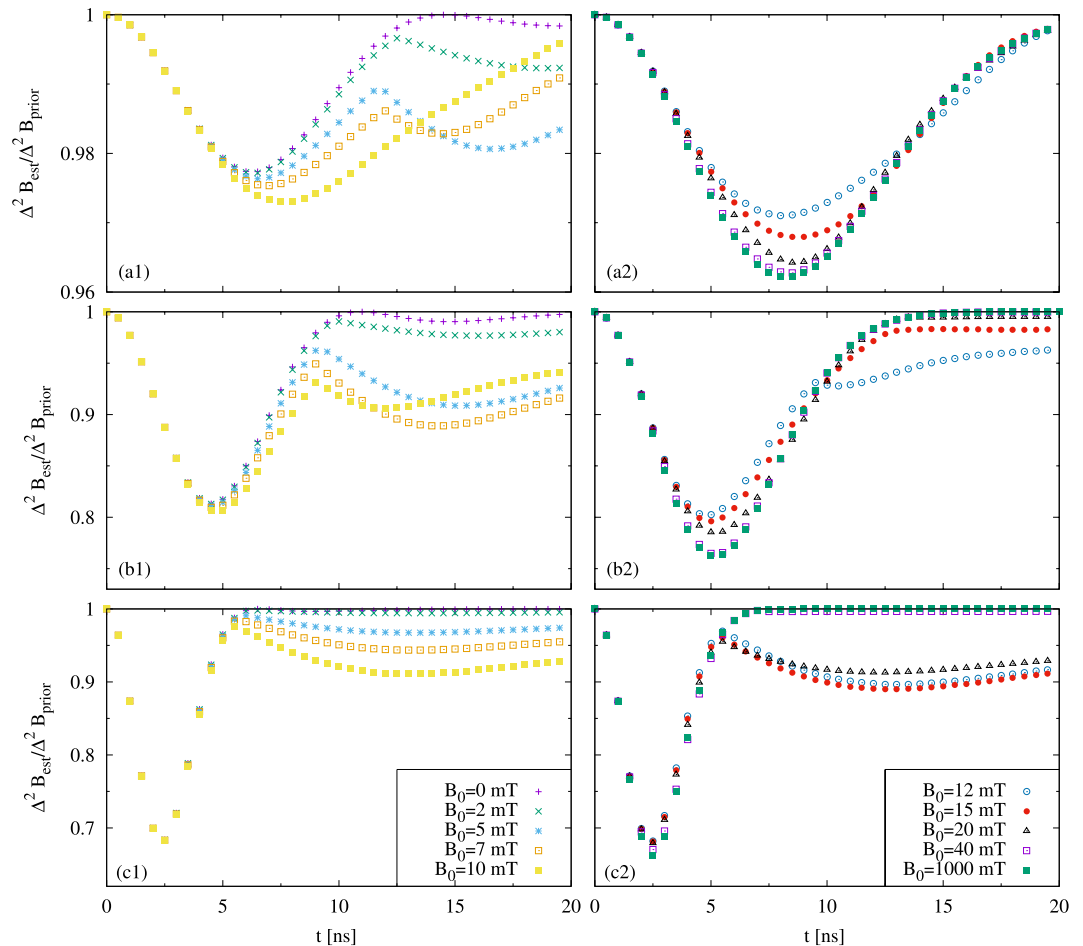 1
0.98
0.96
Δ² B_est/Δ² B_prior
(a1)
(a2)
1
0.9
0.8
Δ² B_est/Δ² B_prior
(b1)
(b2)
1
0.9
0.8
0.7
Δ² B_est/Δ² B_prior
(c1)
B₀=0 mT
B₀=2 mT
B₀=5 mT
B₀=7 mT
B₀=10 mT
(c2)
B₀=12 mT
B₀=15 mT
B₀=20 mT
B₀=40 mT
B₀=1000 mT
0 5 10 15 20 0 5 10 15 20
t [ns] t [ns]